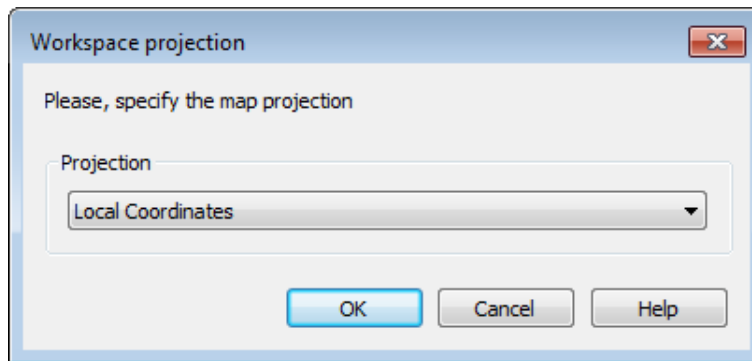 Workspace projection
Please, specify the map projection
Projection
Local Coordinates
OK Cancel Help